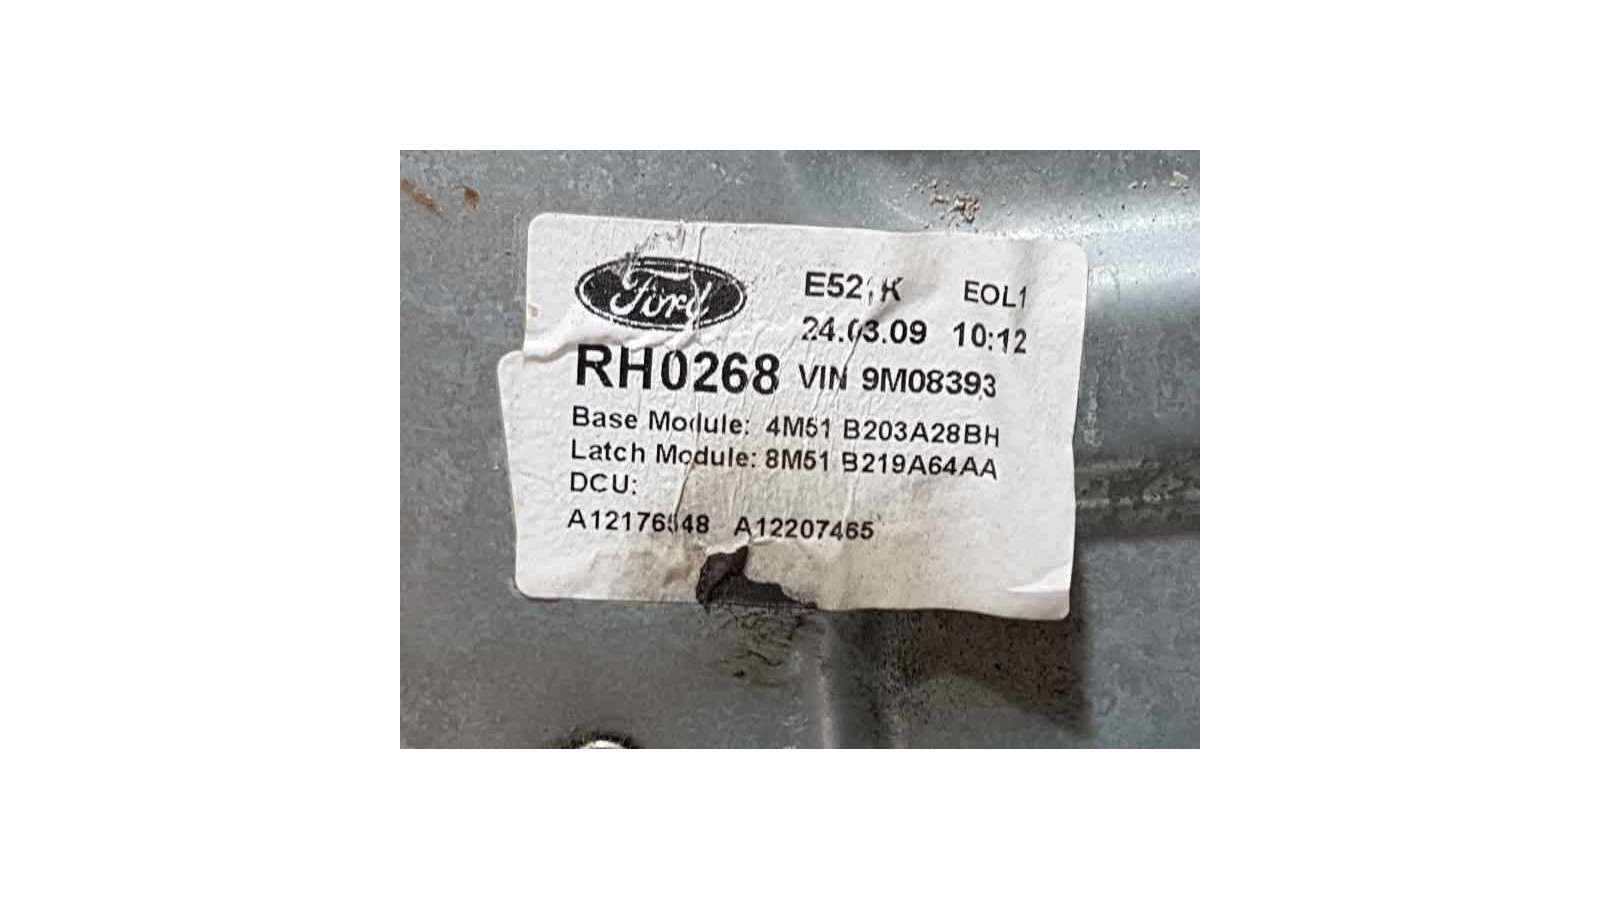 Ford
EOL1
24.03.09 10:12
RH0268 VIN 9M08393
Base Module: 4M51 B203A28BH
Latch Module: 8M51 B219A64AA
DCU:
A12207465